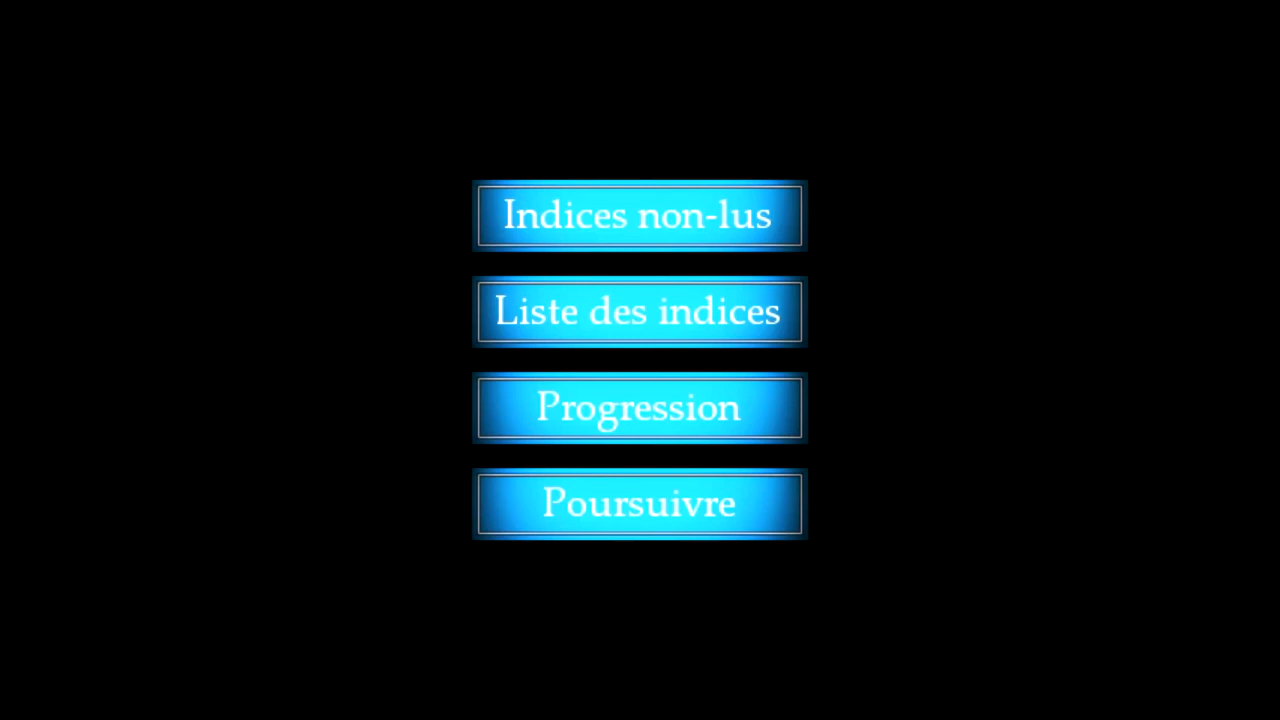 Indices non-lus
Liste des indices
Progression
Poursuivre